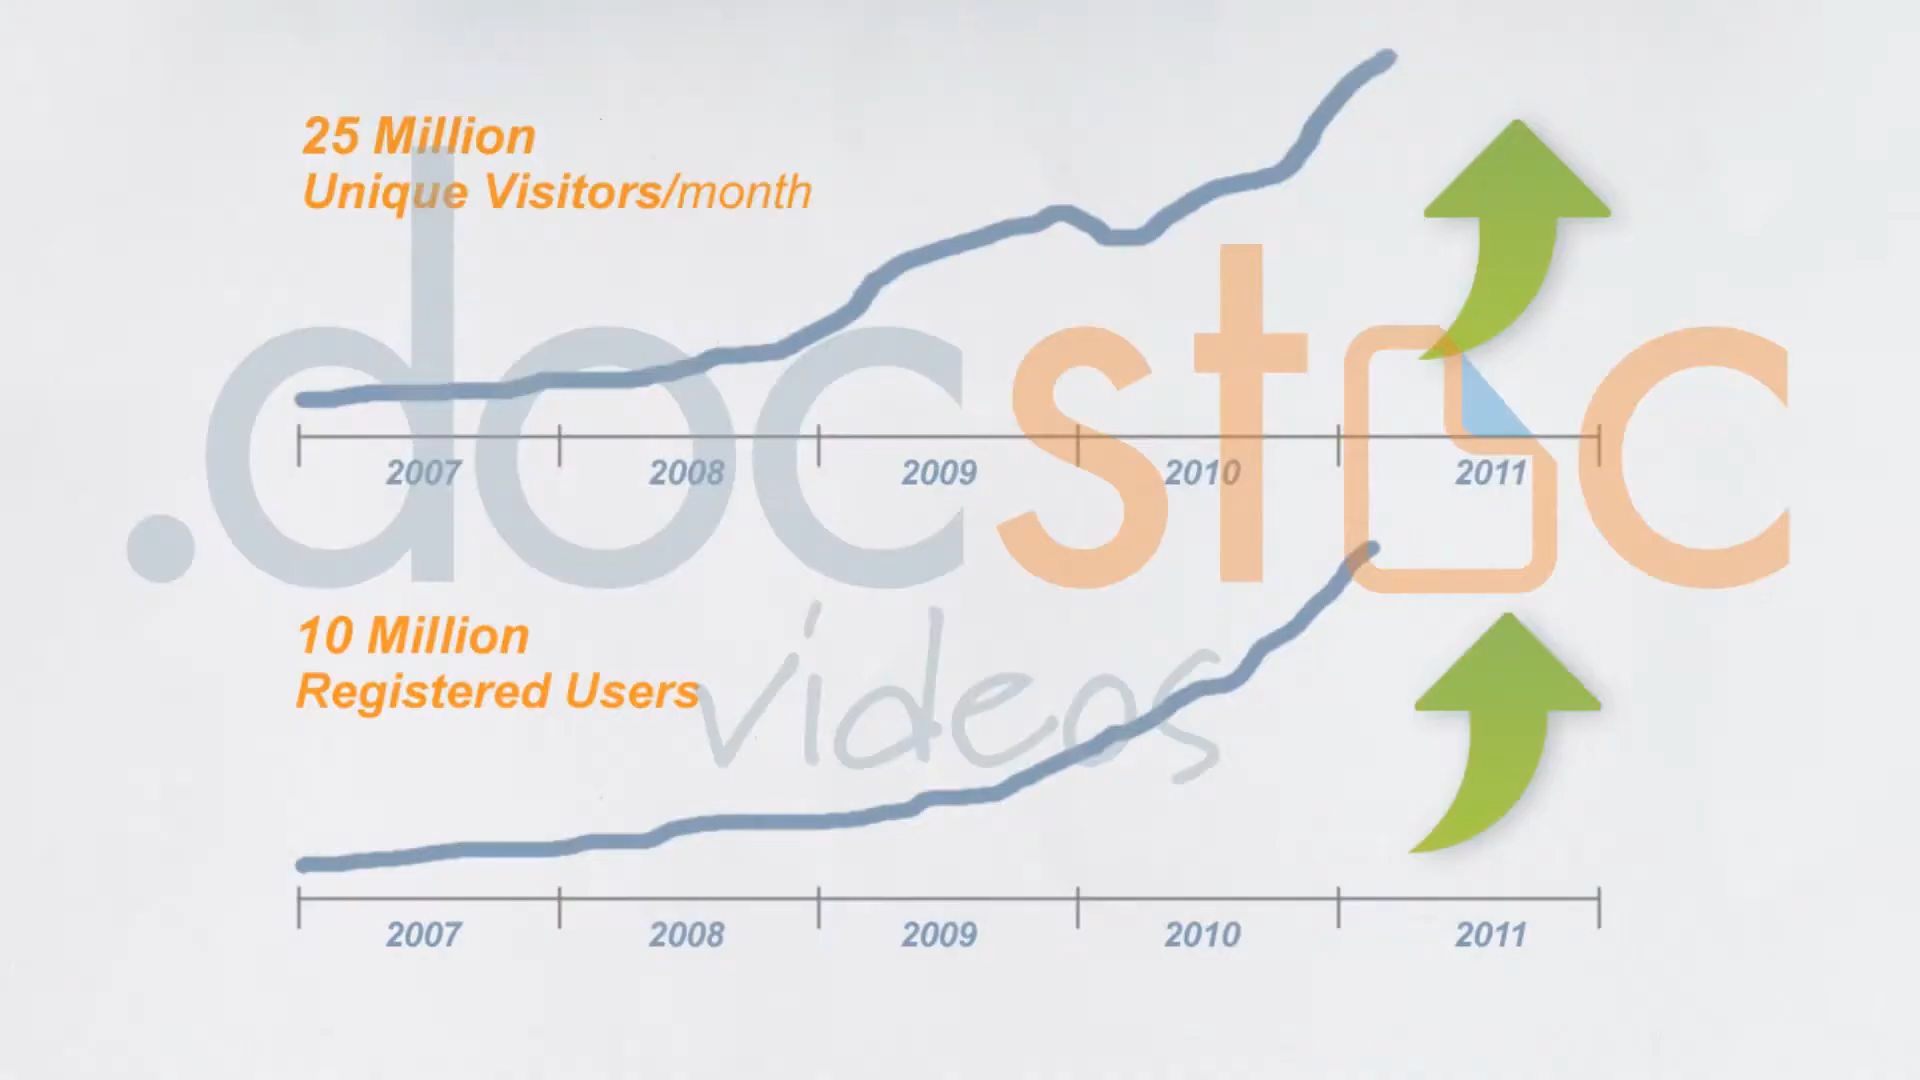 25 Million
Unique Visitors/month
2007 2008 2009 2010 2011
.docstoc
videos
10 Million
Registered Users
2007 2008 2009 2010 2011